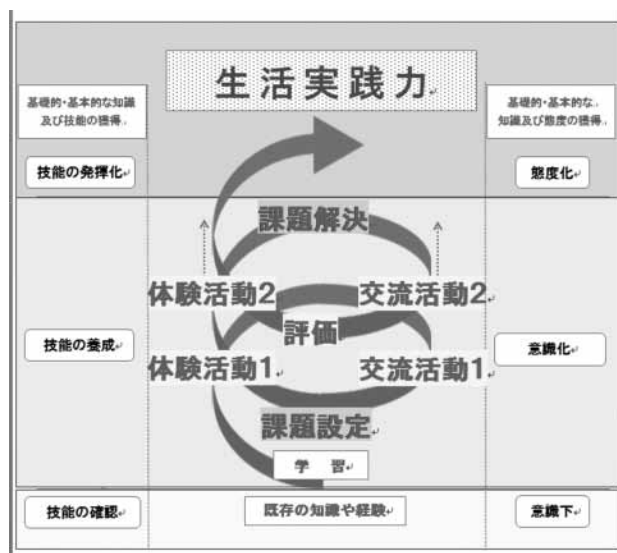 生活実践力
基礎的・基本的な知識
及び技能の獲得
基礎的・基本的な
知識及び態度の獲得
技能の発揮化
態度化
課題解決
体験活動2
交流活動2
評価
技能の養成
意識化
体験活動1
交流活動1
課題設定
学 習
技能の確認
既存の知識や経験
意識下